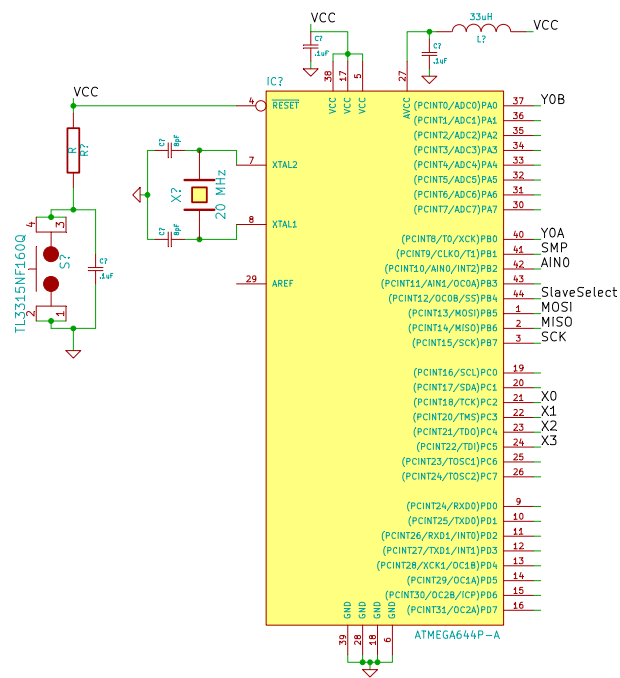 VCC
33uH
VCC
L?
C?
.1uF
C?
.1uF
38
17
5
27
IC?
VCC
VCC
VCC
AVCC
VCC
4
RESET
R
R?
C?
8pF
7
XTAL2
X?
20 MHz
8
XTAL1
C?
8pF
29
AREF
4
3
S?
TL3315NF160Q
2
1
C?
.1uF
(PCINT0/ADC0)PA0 37 Y0B
(PCINT1/ADC1)PA1 36
(PCINT2/ADC2)PA2 35
(PCINT3/ADC3)PA3 34
(PCINT4/ADC4)PA4 33
(PCINT5/ADC5)PA5 32
(PCINT6/ADC6)PA6 31
(PCINT7/ADC7)PA7 30
(PCINT8/T0/XCK)PB0 40 Y0A
(PCINT9/CLKO/T1)PB1 41 SMP
(PCINT10/AIN0/INT2)PB2 42 AIN0
(PCINT11/AIN1/OC0A)PB3 43
(PCINT12/OC0B/SS)PB4 44 SlaveSelect
(PCINT13/MOSI)PB5 1 MOSI
(PCINT14/MISO)PB6 2 MISO
(PCINT15/SCK)PB7 3 SCK
(PCINT16/SCL)PC0 19
(PCINT17/SDA)PC1 20
(PCINT18/TCK)PC2 21 X0
(PCINT20/TMS)PC3 22 X1
(PCINT21/TDO)PC4 23 X2
(PCINT22/TDI)PC5 24 X3
(PCINT23/TOSC1)PC6 25
(PCINT24/TOSC2)PC7 26
(PCINT24/RXD0)PD0 9
(PCINT25/TXD0)PD1 10
(PCINT26/RXD1/INT0)PD2 11
(PCINT27/TXD1/INT1)PD3 12
(PCINT28/XCK1/OC1B)PD4 13
(PCINT29/OC1A)PD5 14
(PCINT30/OC2B/ICP)PD6 15
(PCINT31/OC2A)PD7 16
GND
GND
GND
GND
39
28
18
6
ATMEGA644P-A